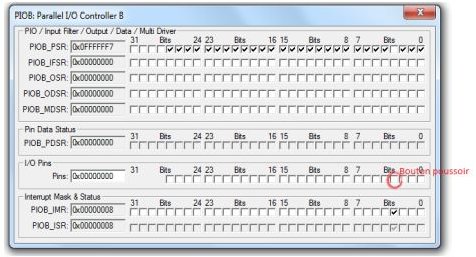 PIOB: Parallel I/O Controller B
PIO / Input Filter / Output / Data / Multi Driver
31 Bits 24 23 Bits 16 15 Bits 8 7 Bits 0
PIOB_PSR: 0x0FFFFFF7
PIOB_IFSR: 0x00000000
PIOB_OSR: 0x00000000
PIOB_ODSR: 0x00000000
PIOB_MDSR: 0x00000000
Pin Data Status
31 Bits 24 23 Bits 16 15 Bits 8 7 Bits 0
PIOB_PDSR: 0x00000000
I/O Pins
31 Bits 24 23 Bits 16 15 Bits 8 7 Bits 0
Bouton poussoir
Pins: 0x00000000
Interrupt Mask & Status
31 Bits 24 23 Bits 16 15 Bits 8 7 Bits 0
PIOB_IMR: 0x00000008
PIOB_ISR: 0x00000008